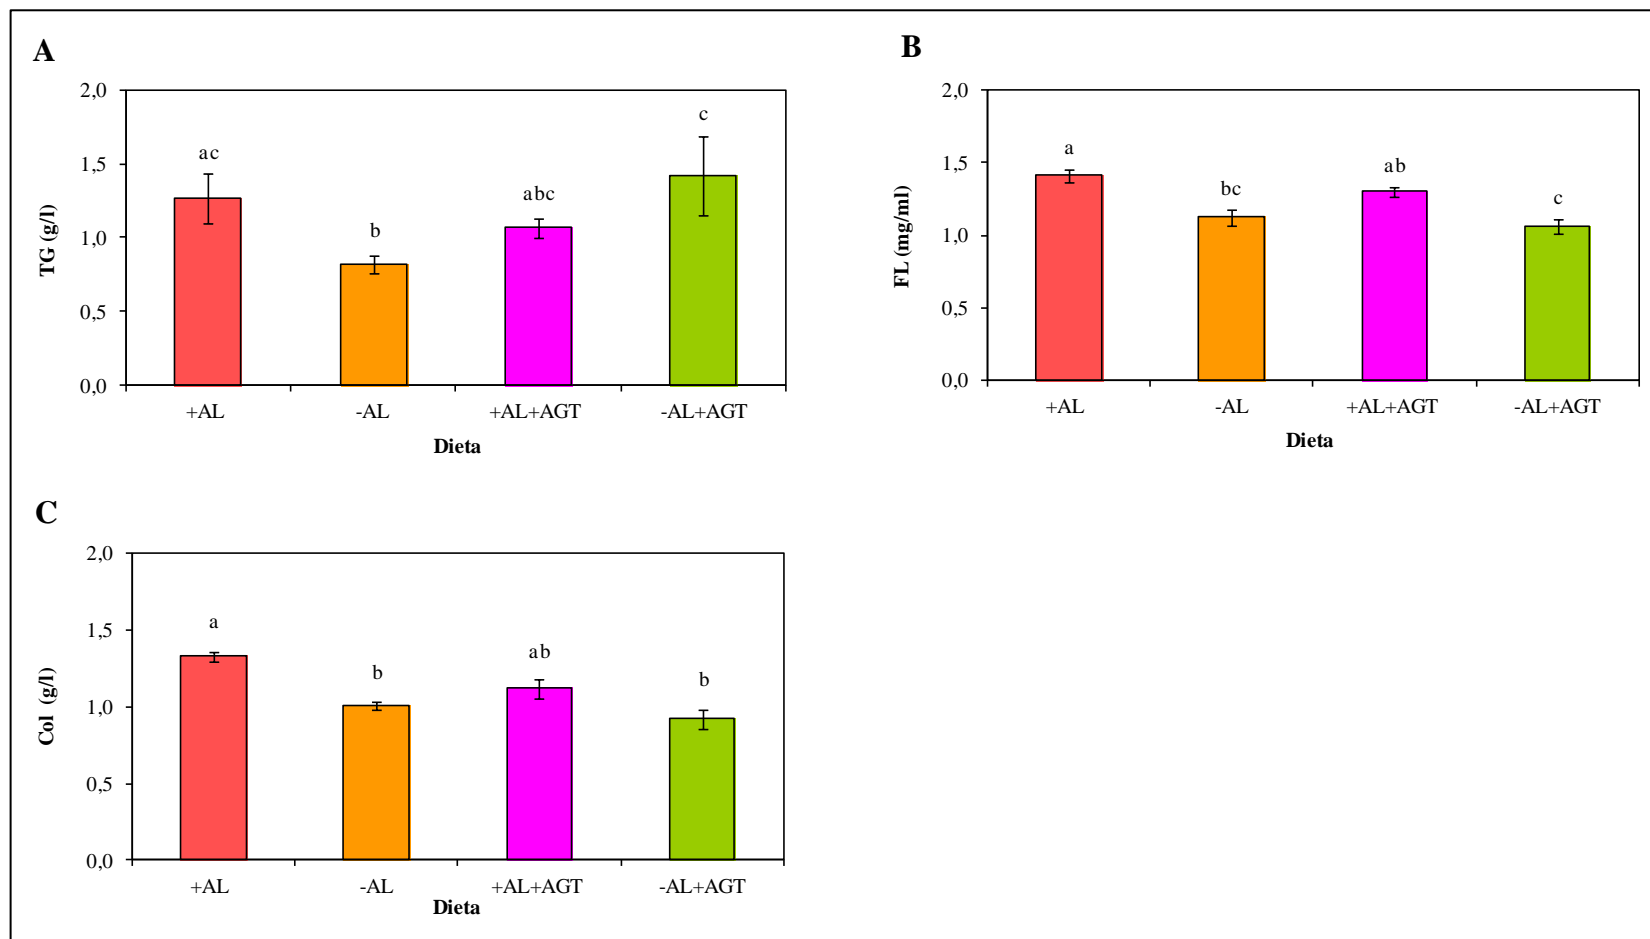 A
TG (g/l)
2,0
1,5
1,0
0,5
0,0
ac
b
abc
c
+AL -AL +AL+AGT -AL+AGT
Dieta
B
FL (mg/ml)
2,0
1,5
1,0
0,5
0,0
a
bc
ab
c
+AL -AL +AL+AGT -AL+AGT
Dieta
C
Col (g/l)
2,0
1,5
1,0
0,5
0,0
a
b
ab
b
+AL -AL +AL+AGT -AL+AGT
Dieta